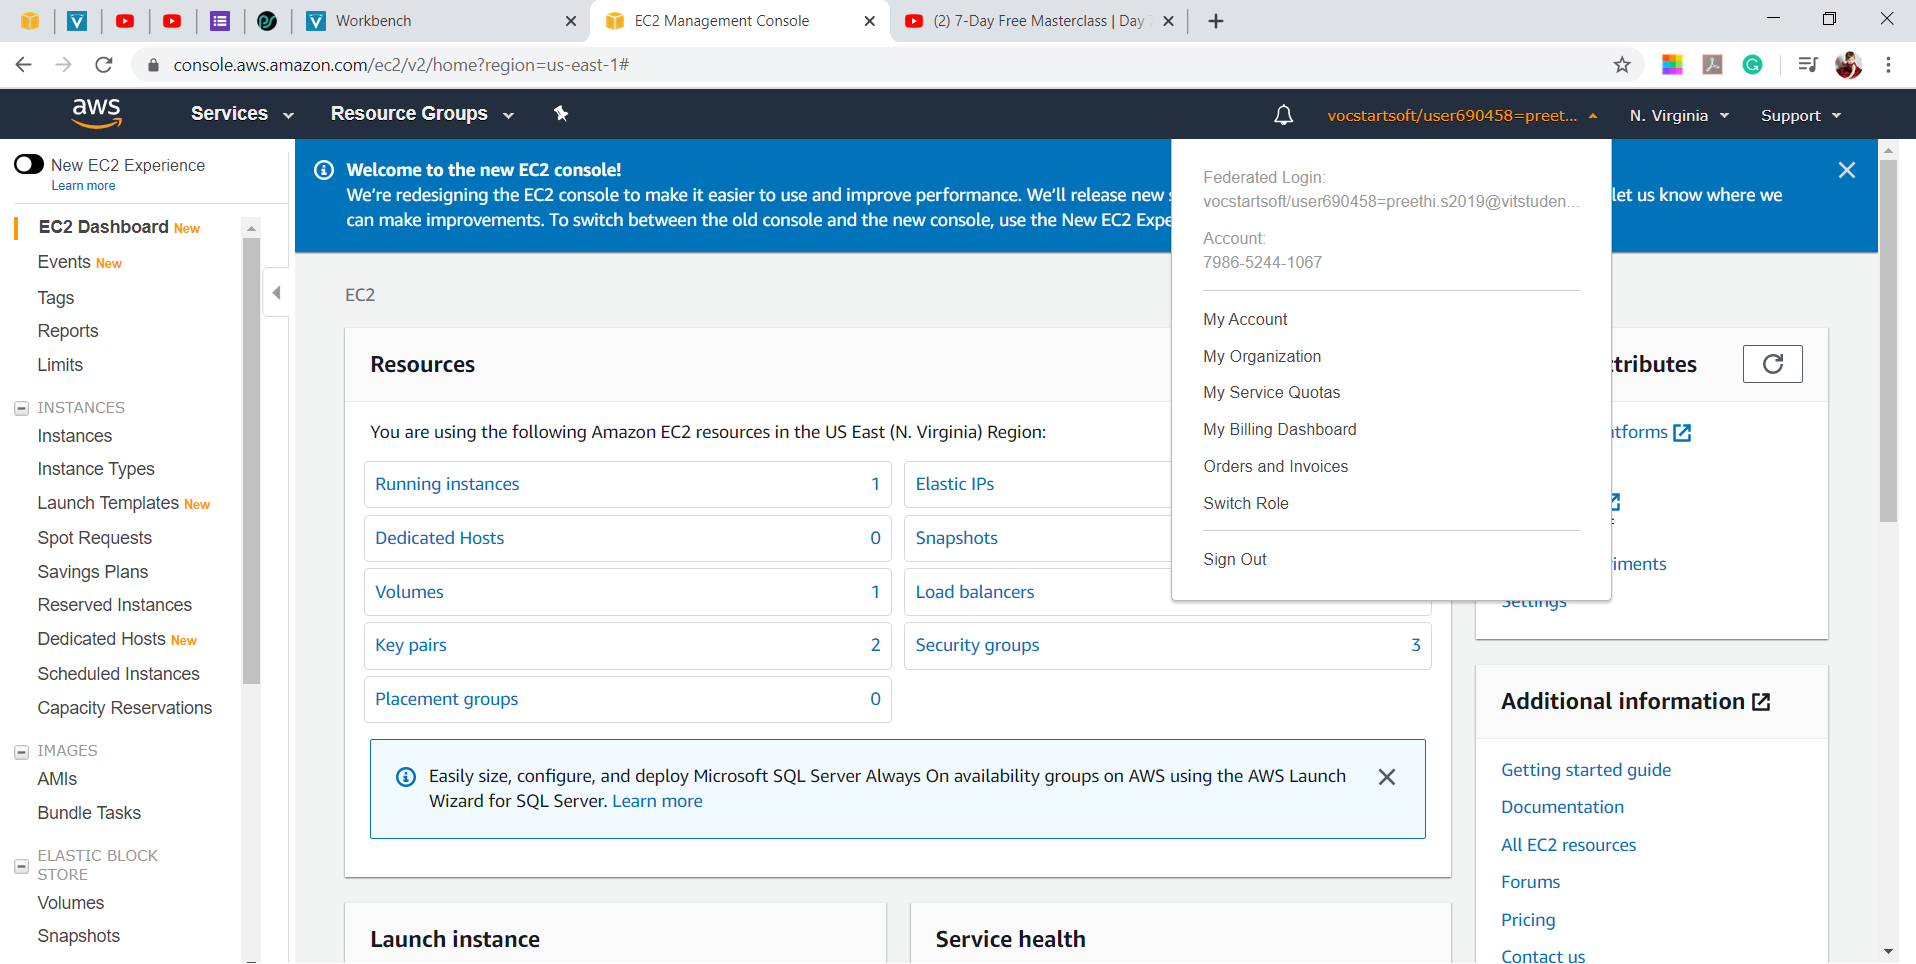 Workbench
EC2 Management Console
(2) 7-Day Free Masterclass | Day
console.aws.amazon.com/ec2/v2/home?region=us-east-1#
aws
Services
Resource Groups
vocstartsoft/user690458=preet...
N. Virginia
Support
New EC2 Experience
Learn more
EC2 Dashboard New
Events New
Tags
Reports
Limits
INSTANCES
Instances
Instance Types
Launch Templates New
Spot Requests
Savings Plans
Reserved Instances
Dedicated Hosts New
Scheduled Instances
Capacity Reservations
IMAGES
AMIs
Bundle Tasks
ELASTIC BLOCK
STORE
Volumes
Snapshots
Welcome to the new EC2 console!
We're redesigning the EC2 console to make it easier to use and improve performance. We'll release new s
let us know where we
can make improvements. To switch between the old console and the new console, use the New EC2 Expe
Federated Login:
vocstartsoft/user690458=preethi.s2019@vitstuden...
Account:
7986-5244-1067
My Account
My Organization
My Service Quotas
My Billing Dashboard
Orders and Invoices
Switch Role
Sign Out
EC2
Resources
You are using the following Amazon EC2 resources in the US East (N. Virginia) Region:
Running instances 1
Elastic IPs
Dedicated Hosts 0
Snapshots
Volumes 1
Load balancers
Key pairs 2
Security groups 3
Placement groups 0
Easily size, configure, and deploy Microsoft SQL Server Always On availability groups on AWS using the AWS Launch
Wizard for SQL Server. Learn more
Launch instance
Service health
ttributes
tforms
iments
Settings
Additional information
Getting started guide
Documentation
All EC2 resources
Forums
Pricing
Contact us